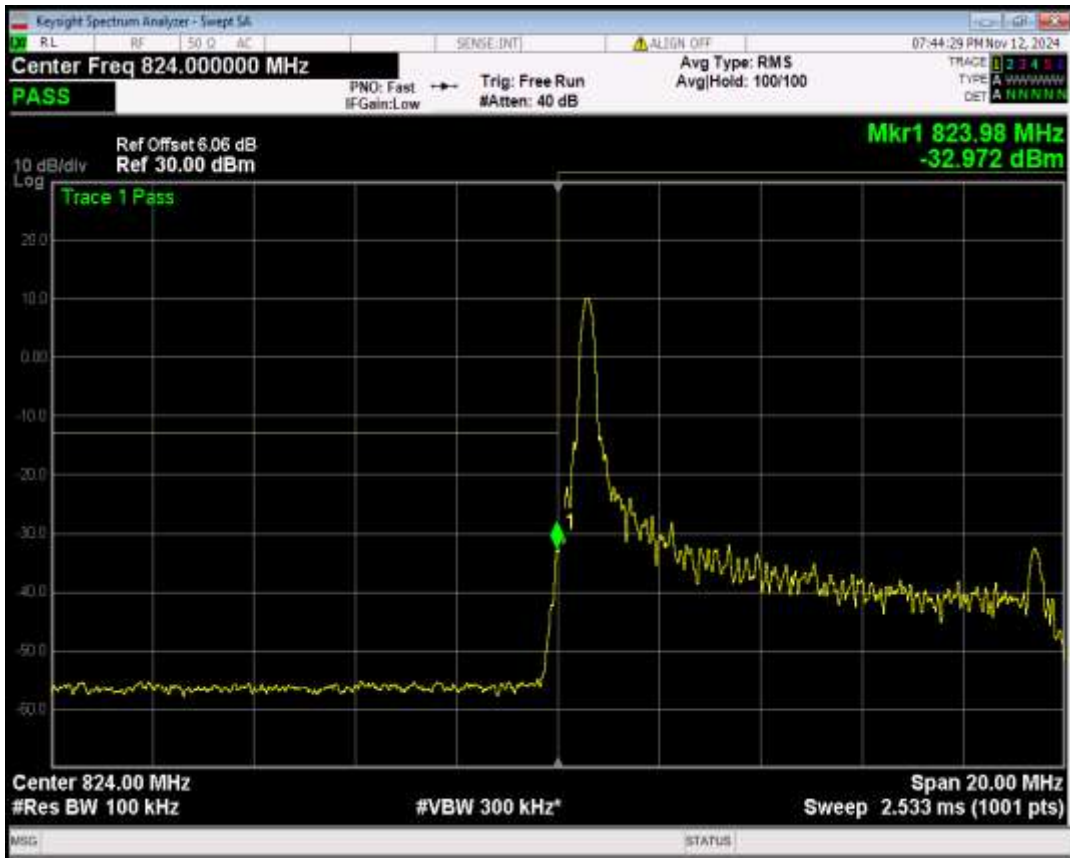 Keysight Spectrum Analyzer - Swept SA
RL RF 50 Ω AC SENSE:INT ALIGN OFF 07:44:29 PM Nov 12, 2024
Center Freq 824.000000 MHz
PASS
PNO: Fast
IFGain:Low
Trig: Free Run
#Atten: 40 dB
Avg Type: RMS
Avg|Hold: 100/100
TRACE 1 2 3 4 5 6
TYPE A WWWWW
DET A N N N N N
Mkr1 823.98 MHz
-32.972 dBm
Ref Offset 6.06 dB
10 dB/div Ref 30.00 dBm
Log
Trace 1 Pass
20.0
10.0
0.00
-10.0
-20.0
1
-30.0
-40.0
-50.0
-60.0
Center 824.00 MHz Span 20.00 MHz
#Res BW 100 kHz #VBW 300 kHz* Sweep 2.533 ms (1001 pts)
MSG STATUS